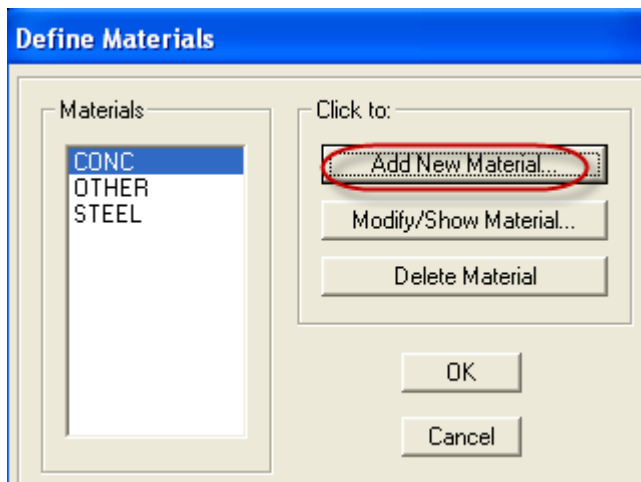 Define Materials
Materials
CONC
OTHER
STEEL
Click to:
Add New Material...
Modify/Show Material...
Delete Material
OK
Cancel